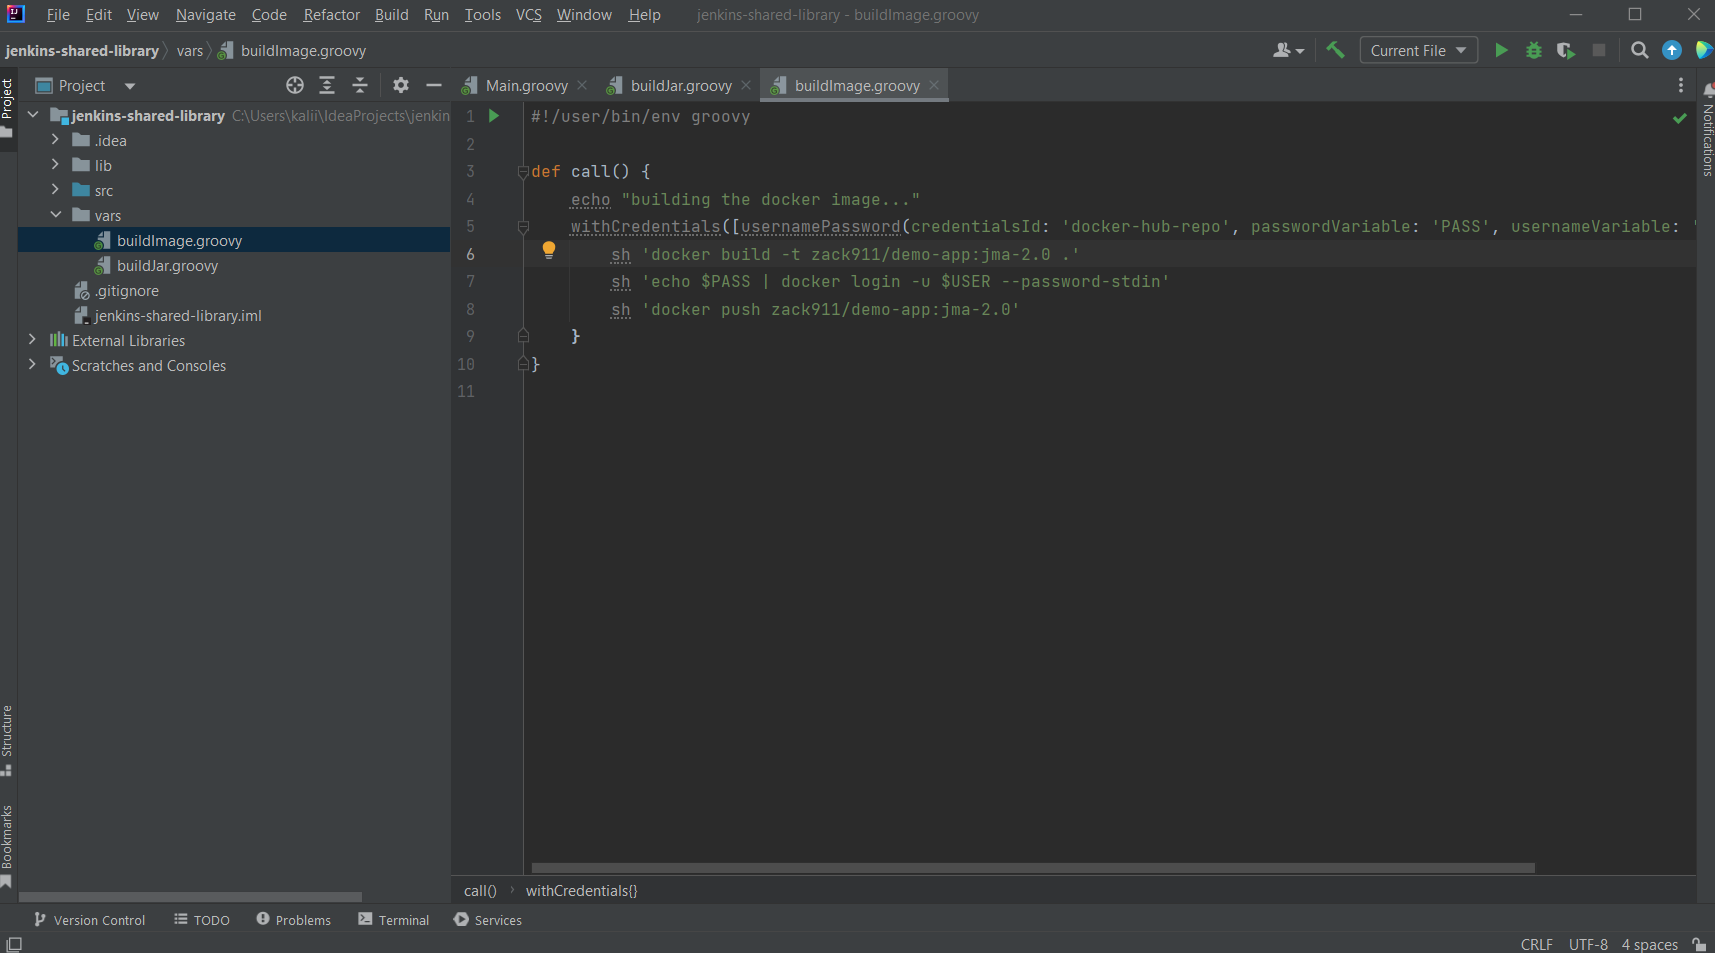 File Edit View Navigate Code Refactor Build Run Tools VCS Window Help jenkins-shared-library - buildImage.groovy
jenkins-shared-library vars buildImage.groovy
Current File
Project
Main.groovy buildJar.groovy buildImage.groovy
Project
Notifications
jenkins-shared-library C:\Users\kalii\IdeaProjects\jenkin
.idea
lib
src
vars
buildImage.groovy
buildJar.groovy
.gitignore
jenkins-shared-library.iml
External Libraries
Scratches and Consoles
1 #!/user/bin/env groovy
2
3 def call() {
4 echo "building the docker image..."
5 withCredentials([usernamePassword(credentialsId: 'docker-hub-repo', passwordVariable: 'PASS', usernameVariable: '
6 sh 'docker build -t zack911/demo-app:jma-2.0 .'
7 sh 'echo $PASS | docker login -u $USER --password-stdin'
8 sh 'docker push zack911/demo-app:jma-2.0'
9 }
10 }
11
Structure
Bookmarks
call() › withCredentials{}
Version Control TODO Problems Terminal Services
CRLF UTF-8 4 spaces